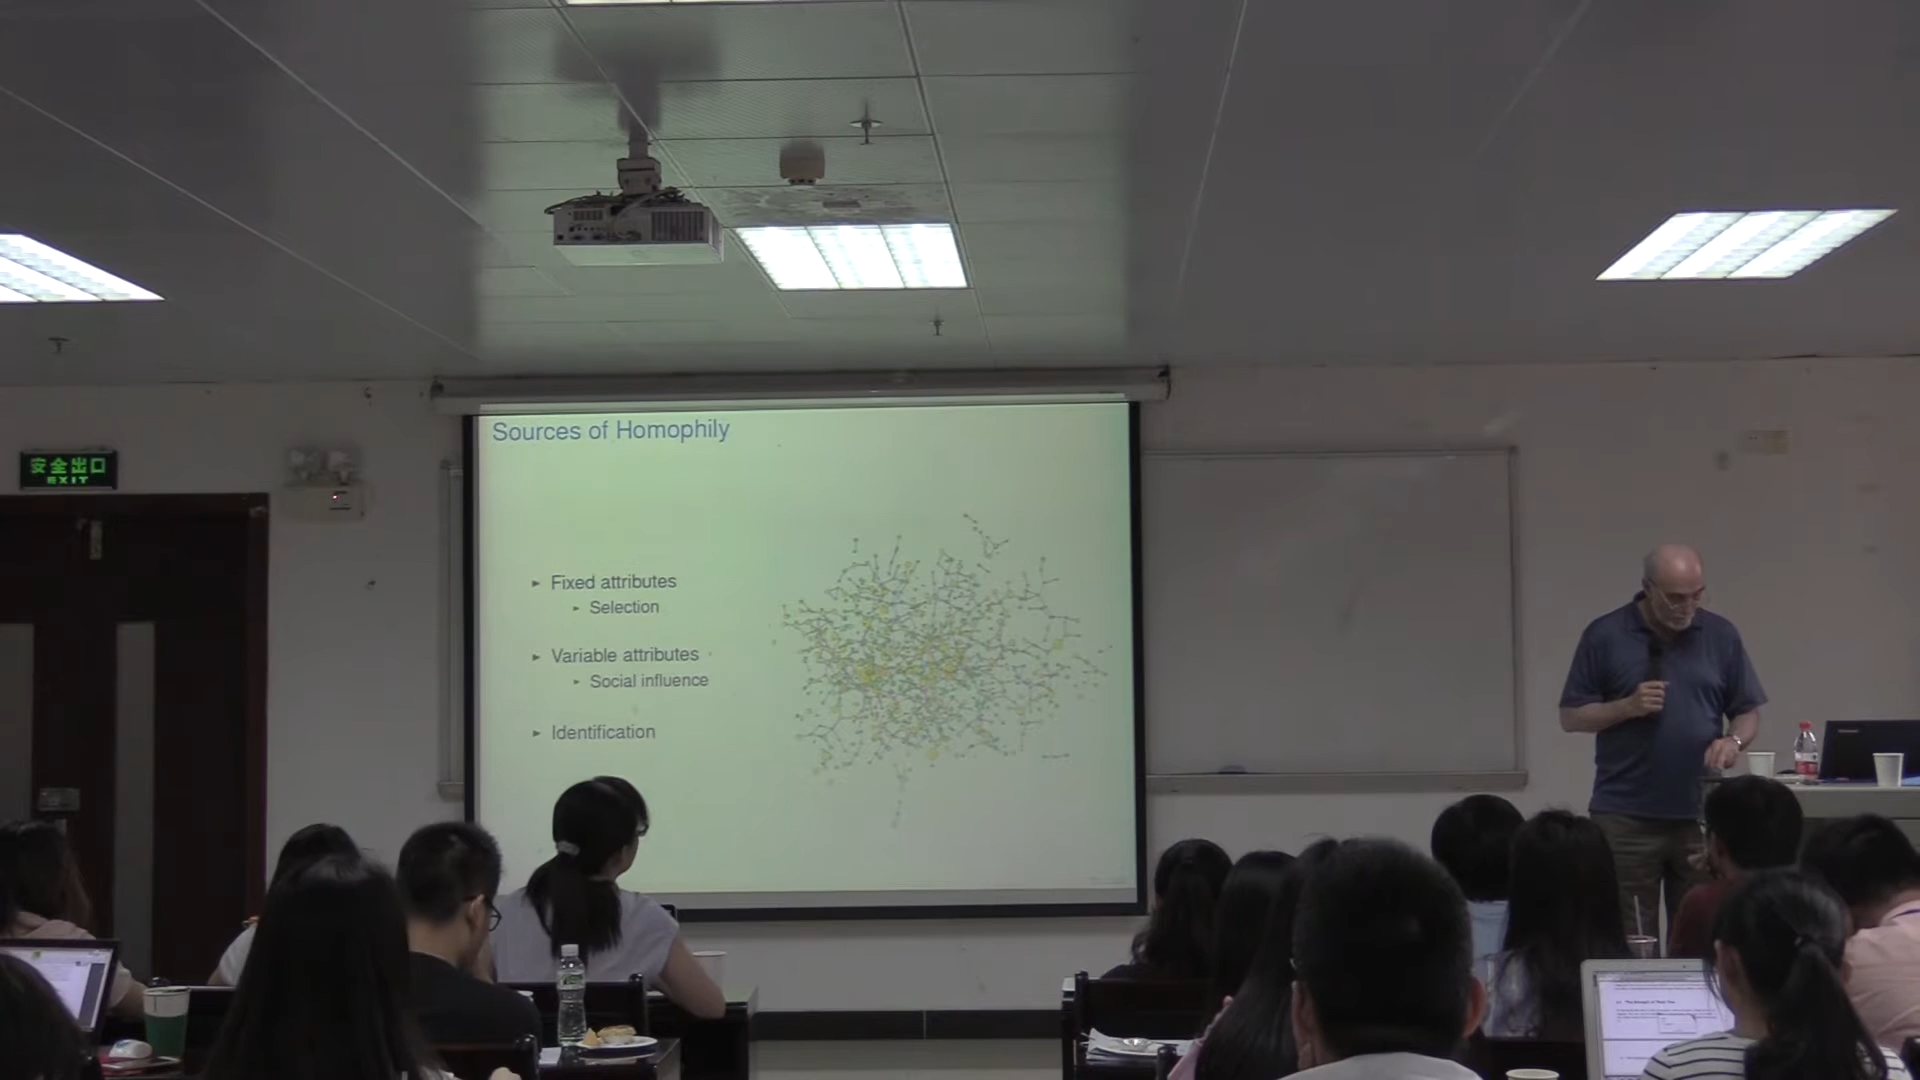 安全出口
EXIT
Sources of Homophily
▸ Fixed attributes
▸ Selection
▸ Variable attributes
▸ Social influence
▸ Identification